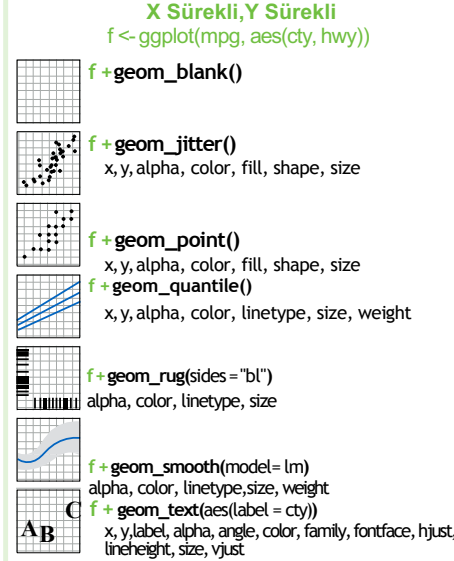 X Sürekli,Y Sürekli
f <- ggplot(mpg, aes(cty, hwy))
f + geom_blank()
f + geom_jitter()
x, y, alpha, color, fill, shape, size
f + geom_point()
x, y, alpha, color, fill, shape, size
f + geom_quantile()
x, y, alpha, color, linetype, size, weight
f + geom_rug(sides = "bl")
alpha, color, linetype, size
f + geom_smooth(model= lm)
alpha, color, linetype,size, weight
f + geom_text(aes(label = cty))
A B C
x, y,label, alpha, angle, color, family, fontface, hjust,
lineheight, size, vjust